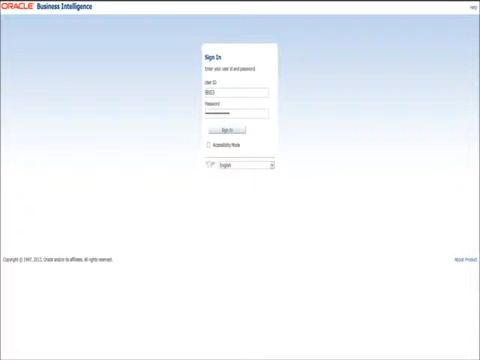 ORACLE Business Intelligence
Help
Sign In
Enter your user id and password.
User ID
Password
Sign In
Accessibility Mode
English
Copyright © 1997, 2013, Oracle and/or its affiliates. All rights reserved.
About Product